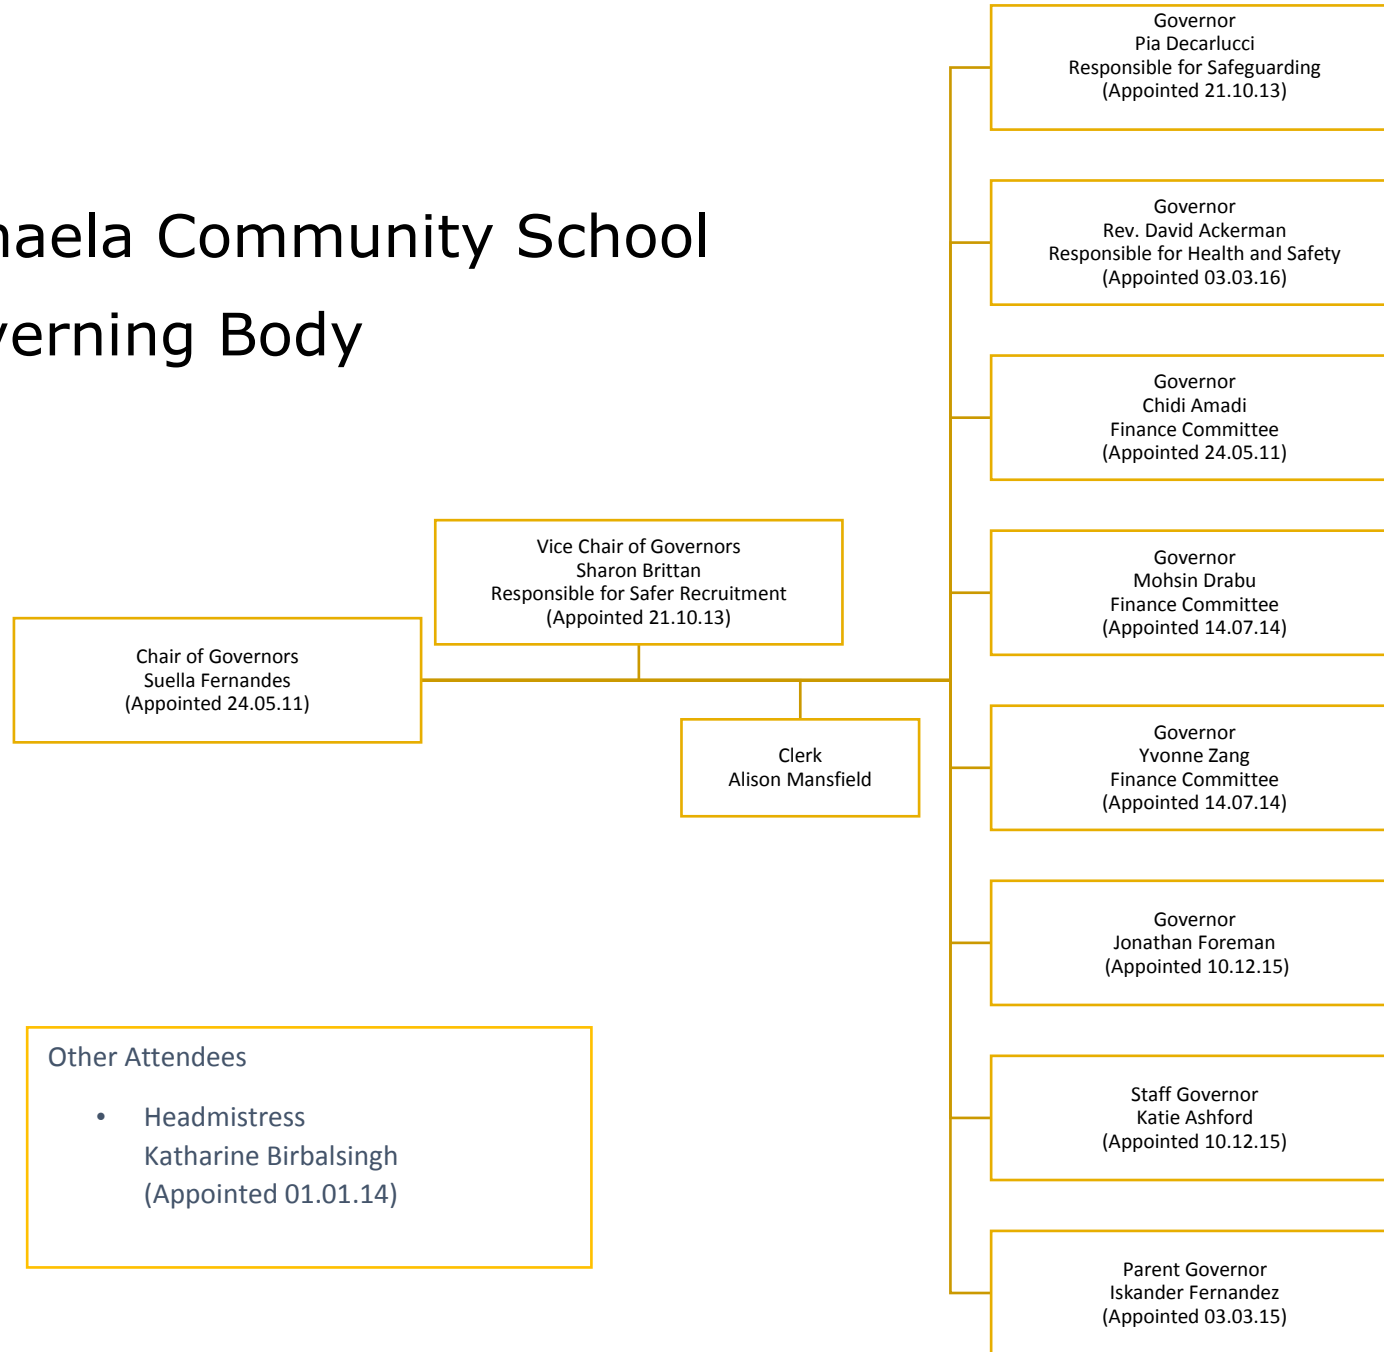 haela Community School
verning Body
Chair of Governors
Suella Fernandes
(Appointed 24.05.11)
Vice Chair of Governors
Sharon Brittan
Responsible for Safer Recruitment
(Appointed 21.10.13)
Clerk
Alison Mansfield
Governor
Pia Decarlucci
Responsible for Safeguarding
(Appointed 21.10.13)
Governor
Rev. David Ackerman
Responsible for Health and Safety
(Appointed 03.03.16)
Governor
Chidi Amadi
Finance Committee
(Appointed 24.05.11)
Governor
Mohsin Drabu
Finance Committee
(Appointed 14.07.14)
Governor
Yvonne Zang
Finance Committee
(Appointed 14.07.14)
Governor
Jonathan Foreman
(Appointed 10.12.15)
Staff Governor
Katie Ashford
(Appointed 10.12.15)
Parent Governor
Iskander Fernandez
(Appointed 03.03.15)
Other Attendees
• Headmistress
Katharine Birbalsingh
(Appointed 01.01.14)